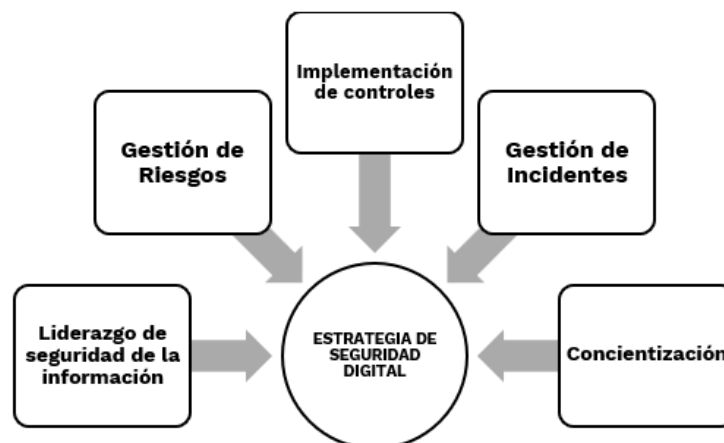 Implementación
de controles
Gestión de
Riesgos
Gestión de
Incidentes
Liderazgo de
seguridad de la
información
ESTRATEGIA DE
SEGURIDAD
DIGITAL
Concientización